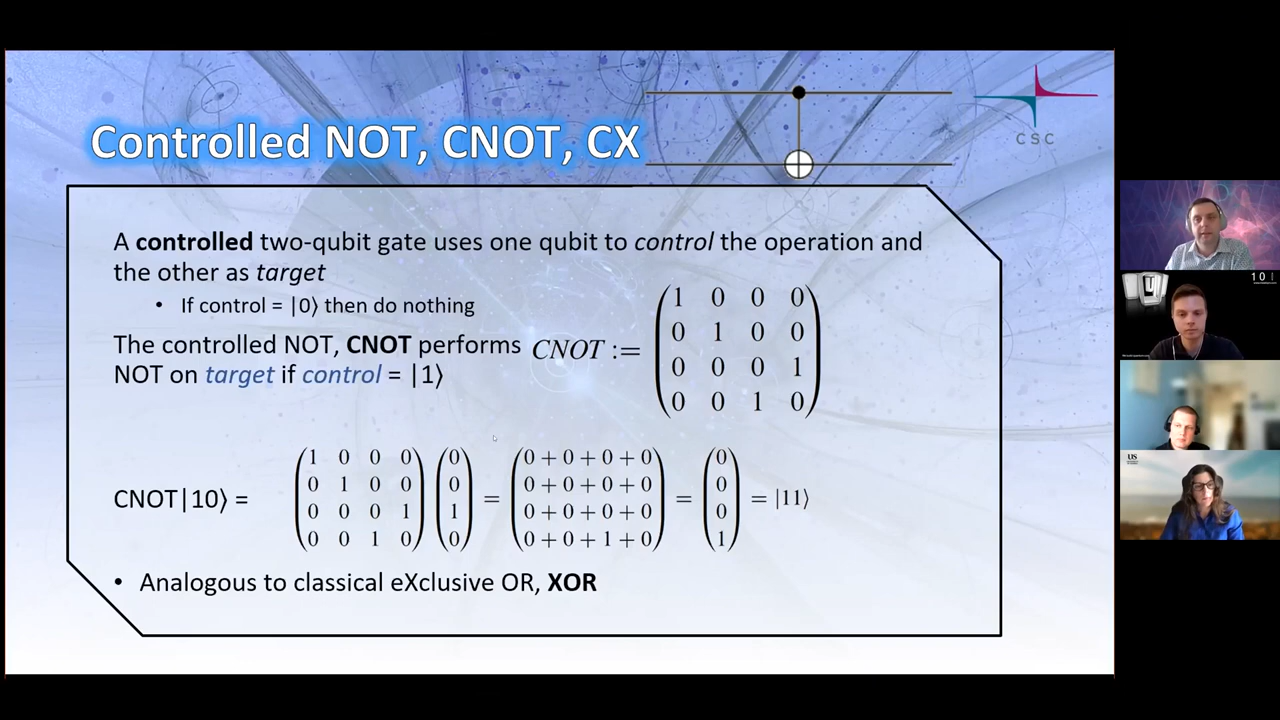 Controlled NOT, CNOT, CX
CSC
A controlled two-qubit gate uses one qubit to control the operation and
the other as target
• If control = |0⟩ then do nothing
The controlled NOT, CNOT performs
NOT on target if control = |1⟩
CNOT :=
1 0 0 0
0 1 0 0
0 0 0 1
0 0 1 0
CNOT|10⟩ =
1 0 0 0
0 1 0 0
0 0 0 1
0 0 1 0
0
0
1
0
=
0 + 0 + 0 + 0
0 + 0 + 0 + 0
0 + 0 + 0 + 0
0 + 0 + 1 + 0
=
0
0
0
1
= |11⟩
• Analogous to classical eXclusive OR, XOR
US